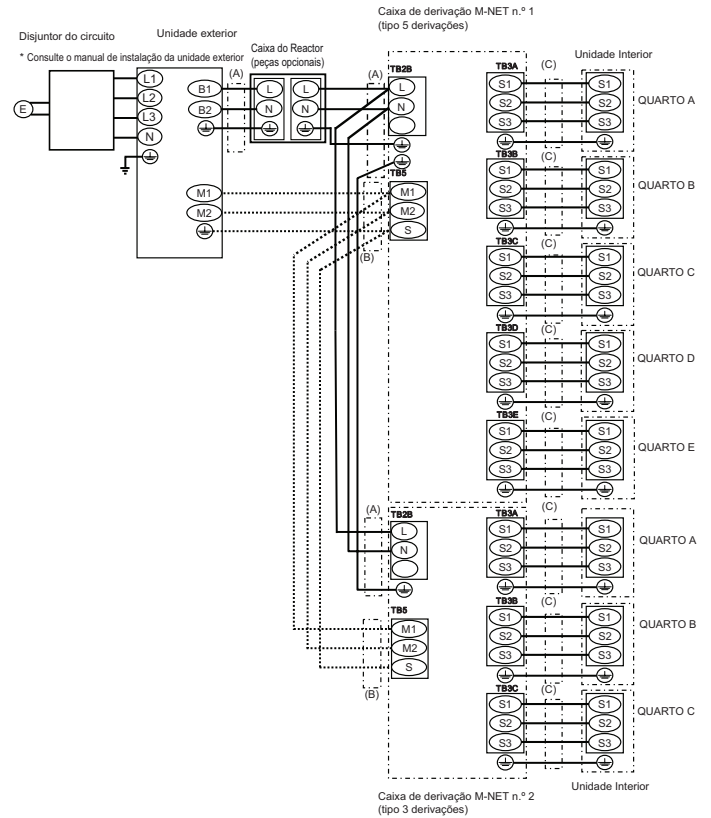 Caixa de derivação M-NET n.º 1
(tipo 5 derivações)
Disjuntor do circuito
Unidade exterior
* Consulte o manual de instalação da unidade exterior
Caixa do Reactor
(peças opcionais)
Unidade Interior
E
L1
L2
L3
N
B1
B2
M1
M2
(A)
L
N
L
N
(A)
TB2B
L
N
TB5
M1
M2
S
(B)
TB3A
(C)
S1
S1
S2
S2
S3
S3
QUARTO A
TB3B
(C)
S1
S1
S2
S2
S3
S3
QUARTO B
TB3C
(C)
S1
S1
S2
S2
S3
S3
QUARTO C
TB3D
(C)
S1
S1
S2
S2
S3
S3
QUARTO D
TB3E
(C)
S1
S1
S2
S2
S3
S3
QUARTO E
(A)
TB2B
L
N
TB5
M1
M2
S
(B)
TB3A
(C)
S1
S1
S2
S2
S3
S3
QUARTO A
TB3B
(C)
S1
S1
S2
S2
S3
S3
QUARTO B
TB3C
(C)
S1
S1
S2
S2
S3
S3
QUARTO C
Unidade Interior
Caixa de derivação M-NET n.º 2
(tipo 3 derivações)